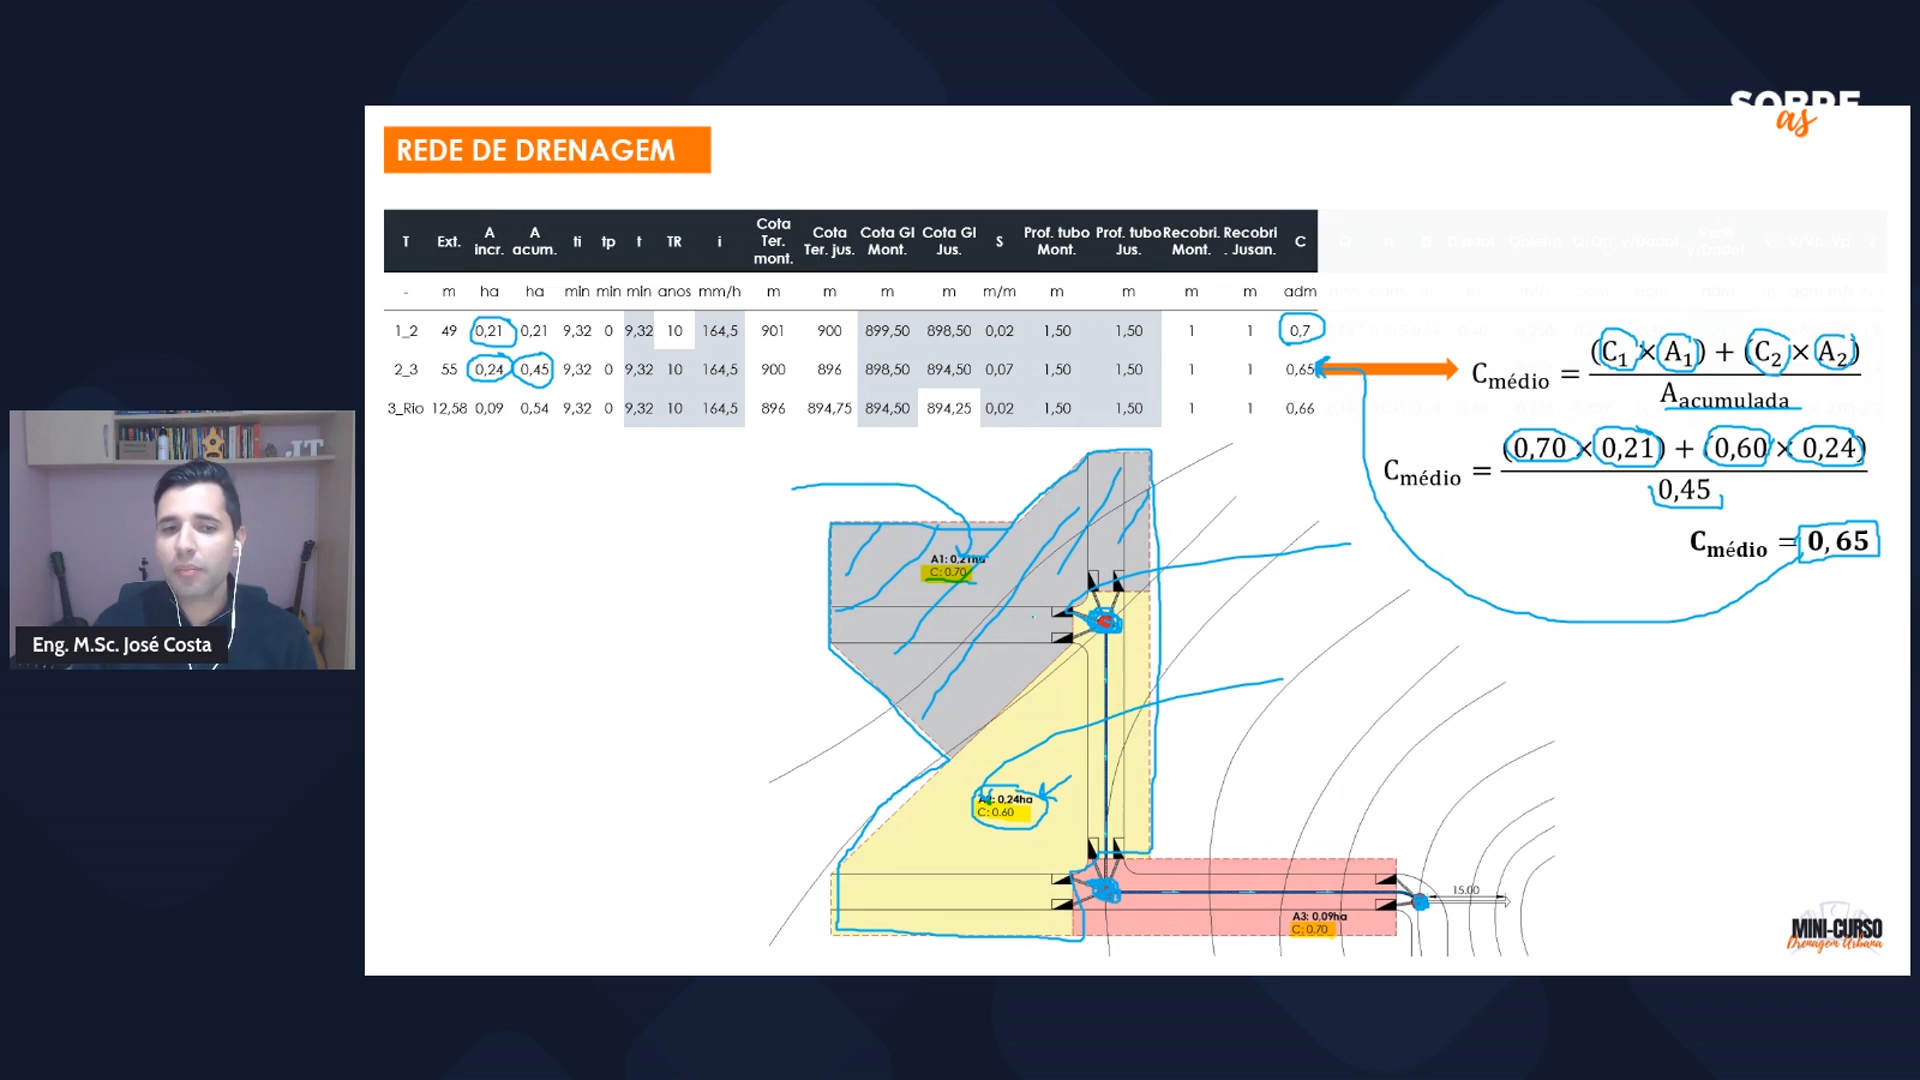 SOBRE
as
REDE DE DRENAGEM
T Ext. A incr. A acum. ti tp t TR i Cota Ter. mont. Cota Ter. jus. Cota GI Mont. Cota GI Jus. S Prof. tubo Mont. Prof. tubo Jus. Recobri. Mont. Recobri . Jusan. C
- m ha ha min min min anos mm/h m m m m m/m m m m m adm
1_2 49 0,21 0,21 9,32 0 9,32 10 164,5 901 900 899,50 898,50 0,02 1,50 1,50 1 1 0,7
2_3 55 0,24 0,45 9,32 0 9,32 10 164,5 900 896 898,50 894,50 0,07 1,50 1,50 1 1 0,65
3_Rio 12,58 0,09 0,54 9,32 0 9,32 10 164,5 896 894,75 894,50 894,25 0,02 1,50 1,50 1 1 0,66
Cmédio = (C1 × A1) + (C2 × A2)
Aacumulada
Cmédio = (0,70 × 0,21) + (0,60 × 0,24)
0,45
Cmédio = 0,65
A1: 0,21ha
C: 0.70
A2: 0,24ha
C: 0.60
A3: 0,09ha
C: 0.70
15.00
.JT
Eng. M.Sc. José Costa
MINI-CURSO
Drenagem Urbana